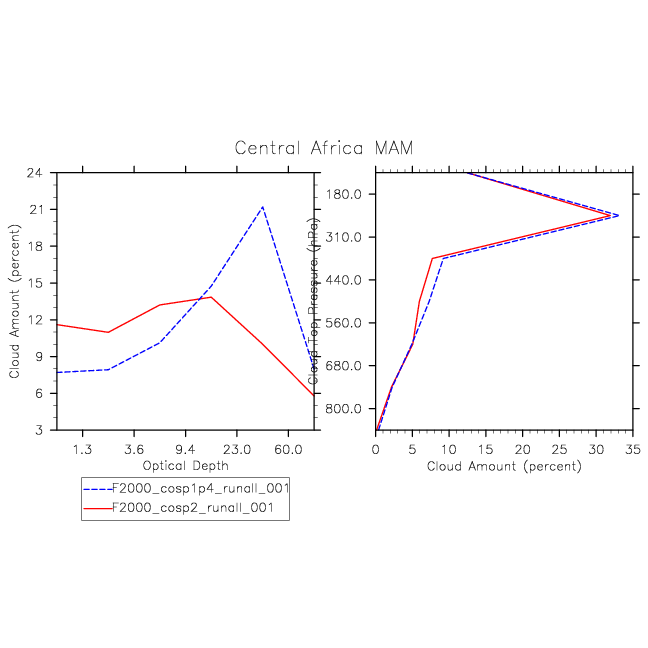 Central Africa MAM
24
21
18
15
12
9
6
3
Cloud Amount (percent)
1.3 3.6 9.4 23.0 60.0
Optical Depth
Cloud Top Pressure (hPa)
180.0
310.0
440.0
560.0
680.0
800.0
0 5 10 15 20 25 30 35
Cloud Amount (percent)
F2000_cosp1p4_runall_001
F2000_cosp2_runall_001